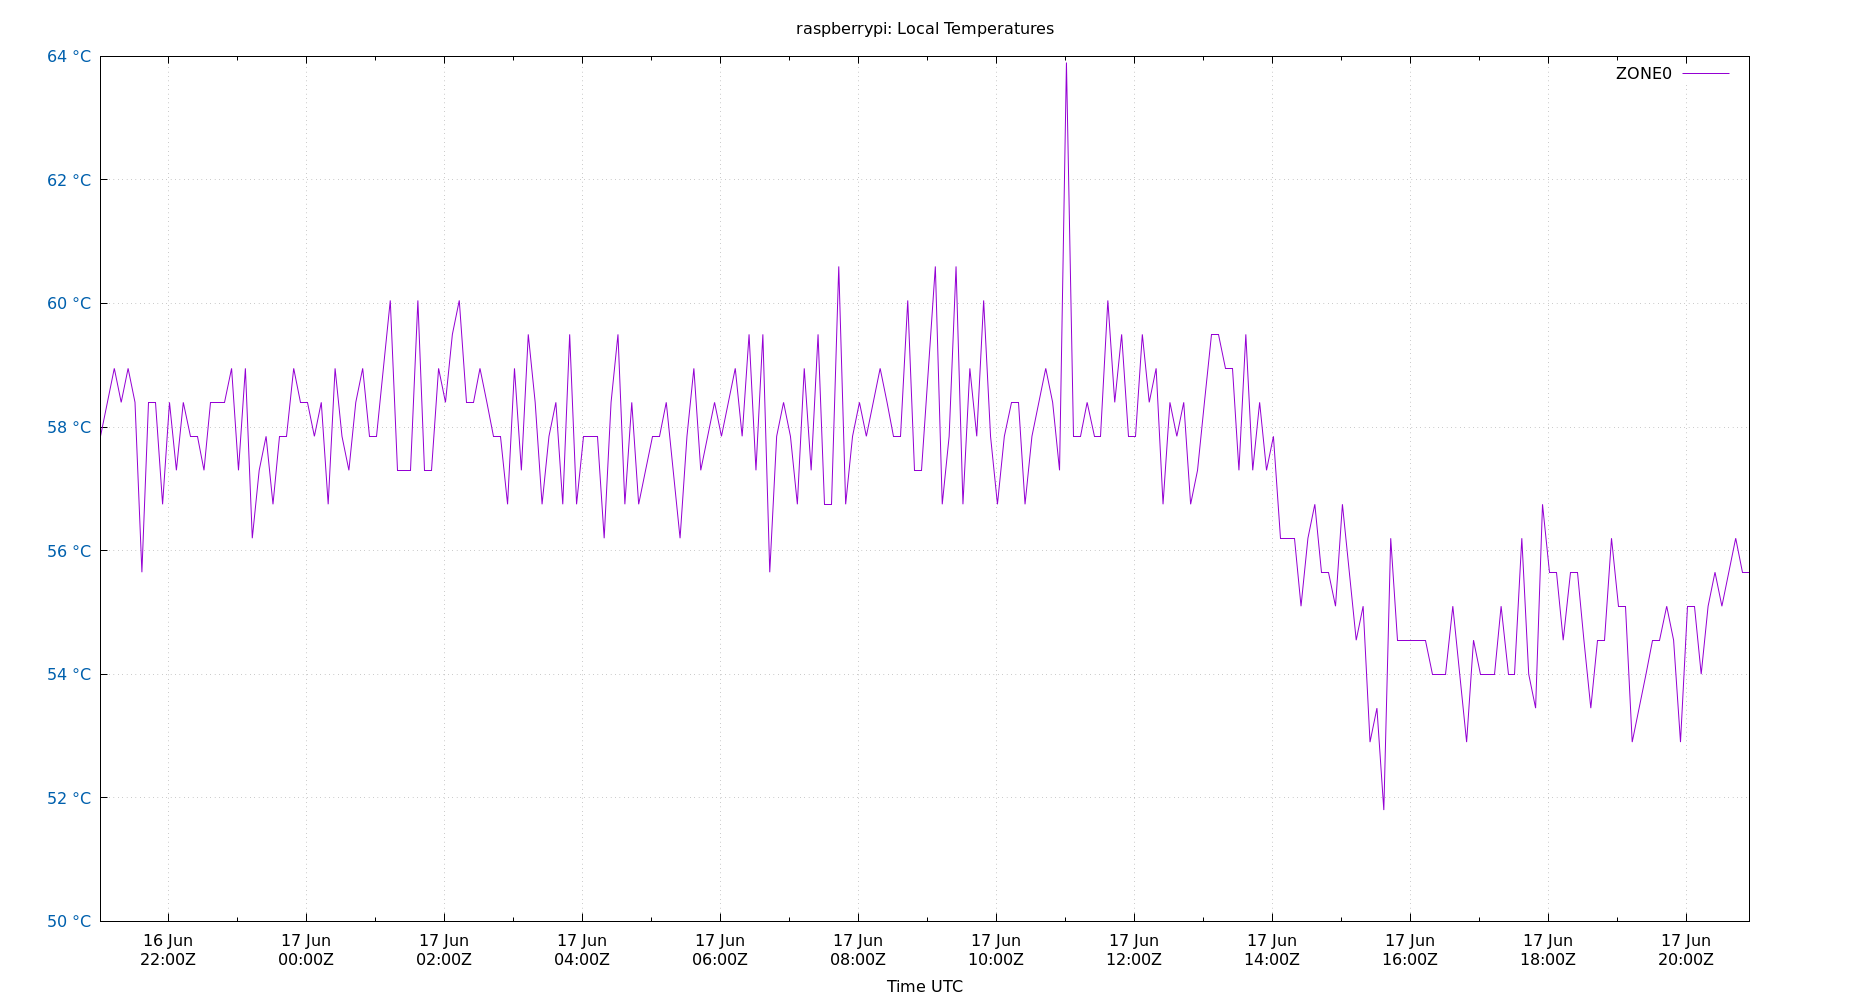 raspberrypi: Local Temperatures
64 °C
ZONE0
62 °C
60 °C
58 °C
56 °C
54 °C
52 °C
50 °C
16 Jun 17 Jun 17 Jun 17 Jun 17 Jun 17 Jun 17 Jun 17 Jun 17 Jun 17 Jun 17 Jun 17 Jun
22:00Z 00:00Z 02:00Z 04:00Z 06:00Z 08:00Z 10:00Z 12:00Z 14:00Z 16:00Z 18:00Z 20:00Z
Time UTC